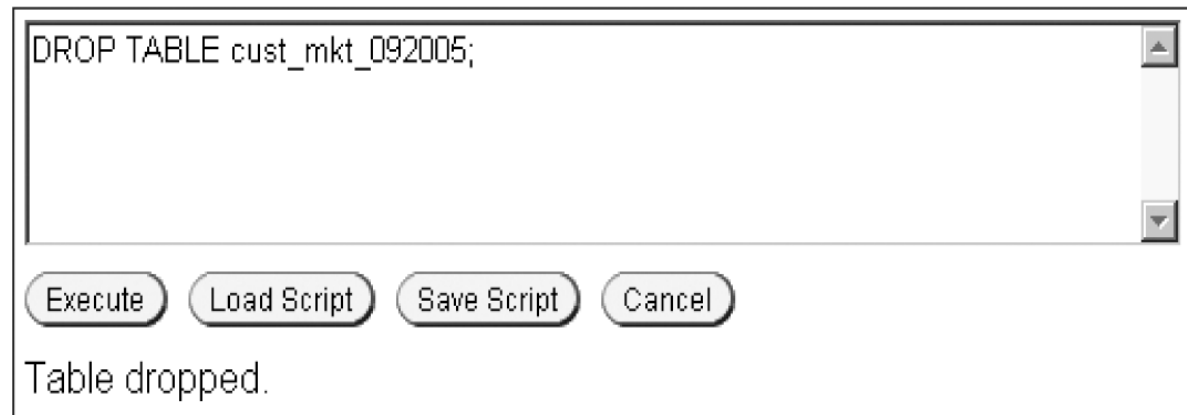 DROP TABLE cust_mkt_092005;
Execute Load Script Save Script Cancel
Table dropped.